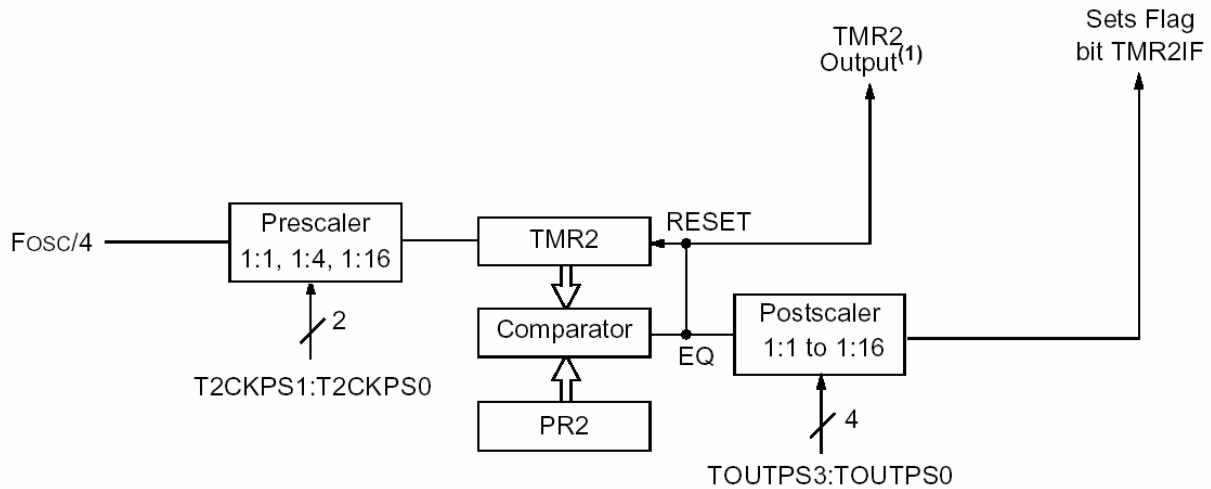 TMR2
Output(1)
Sets Flag
bit TMR2IF
FOSC/4
Prescaler
1:1, 1:4, 1:16
2
T2CKPS1:T2CKPS0
TMR2
RESET
Comparator
EQ
PR2
Postscaler
1:1 to 1:16
4
TOUTPS3:TOUTPS0